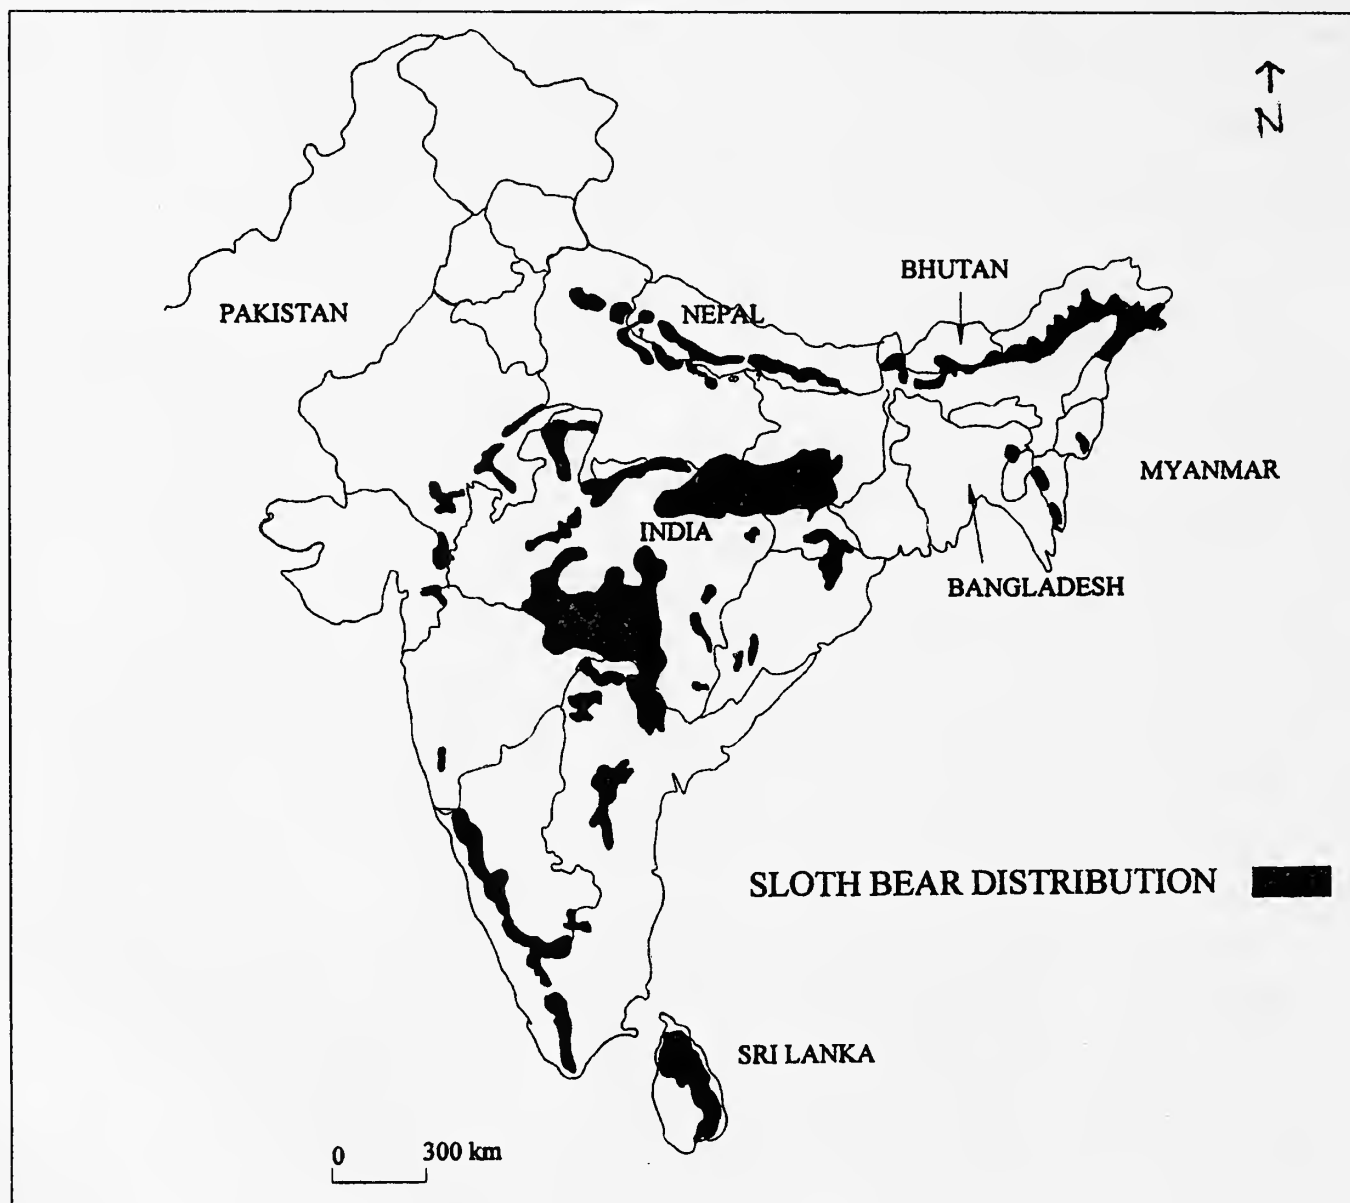 N
BHUTAN
PAKISTAN
NEPAL
MYANMAR
INDIA
BANGLADESH
SLOTH BEAR DISTRIBUTION
SRI LANKA
0 300 km